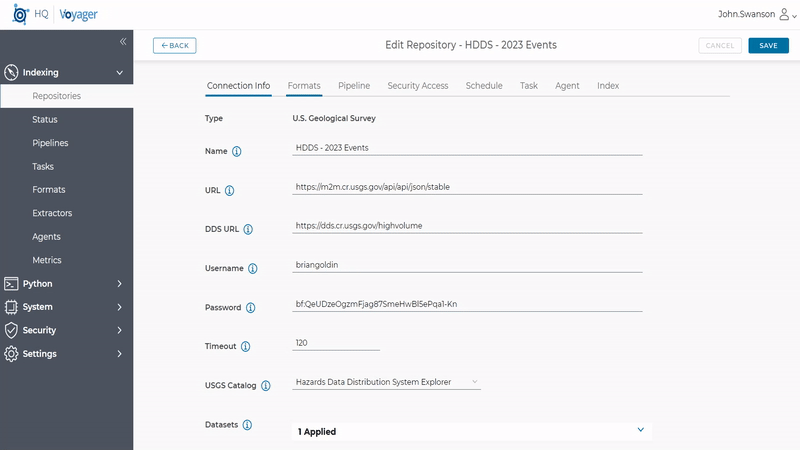 HQ Voyager John.Swanson
BACK Edit Repository - HDDS - 2023 Events CANCEL SAVE
Indexing
Repositories
Status
Pipelines
Tasks
Formats
Extractors
Agents
Metrics
Python
System
Security
Settings
Connection Info Formats Pipeline Security Access Schedule Task Agent Index
Type U.S. Geological Survey
Name HDDS - 2023 Events
URL https://m2m.cr.usgs.gov/api/api/json/stable
DDS URL https://dds.cr.usgs.gov/highvolume
Username briangoldin
Password
Timeout 120
USGS Catalog Hazards Data Distribution System Explorer
Datasets 1 Applied